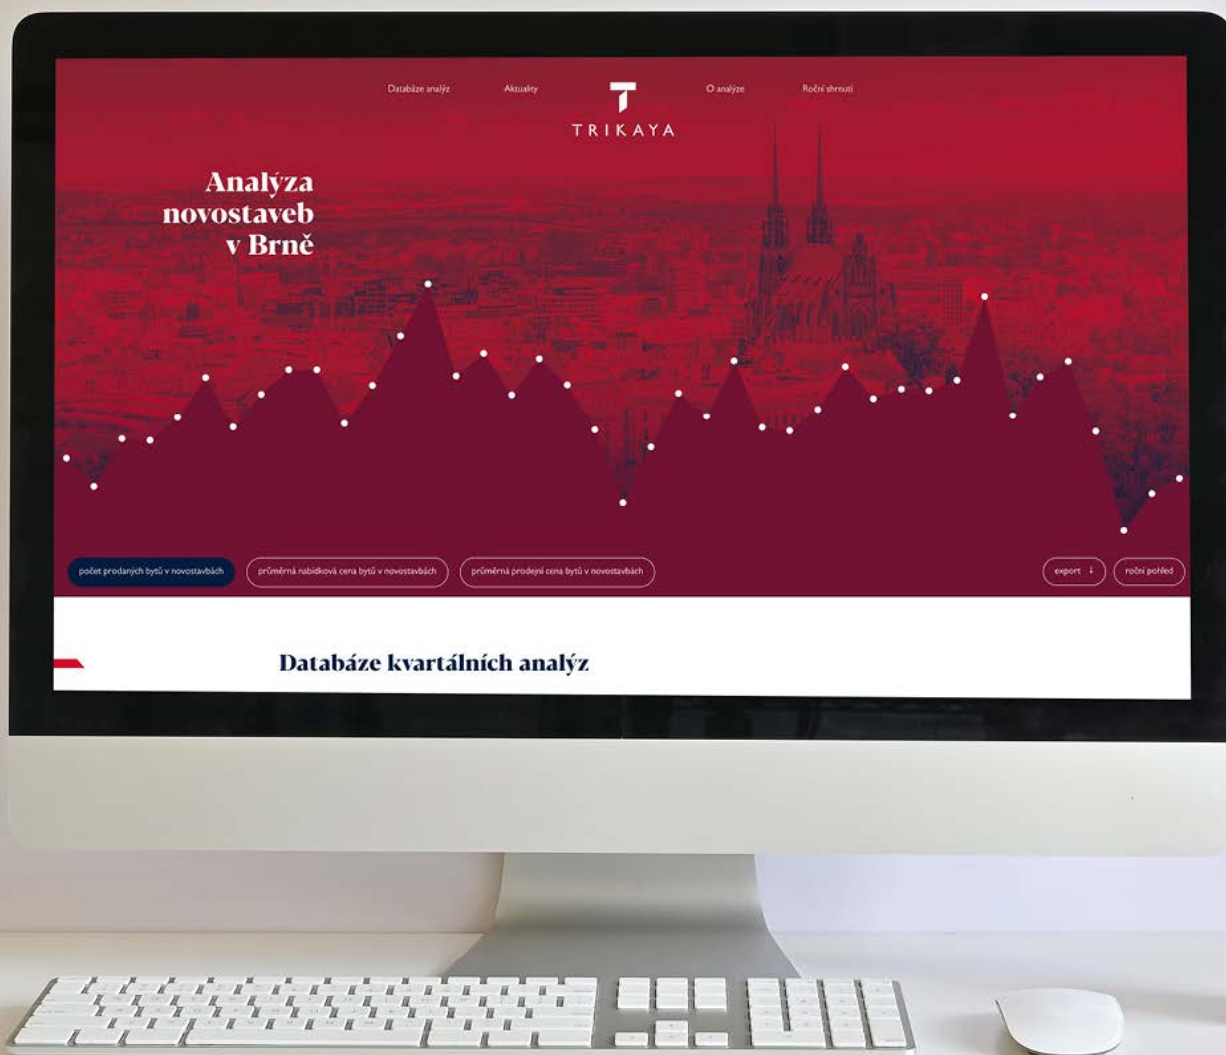 Databáze analýz
Aktuality
TRIKAYA
O analýze
Roční shrnutí
Analýza
novostaveb
v Brně
počet prodaných bytů v novostavbách
průměrná nabídková cena bytů v novostavbách
průměrná prodejní cena bytů v novostavbách
export ↓
roční pohled
Databáze kvartálních analýz